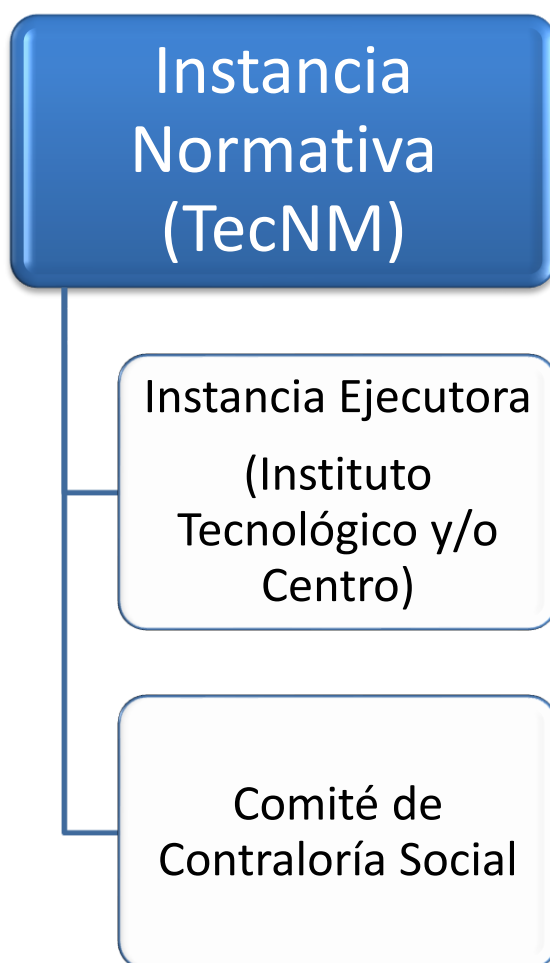 Instancia
Normativa
(TecNM)
Instancia Ejecutora
(Instituto
Tecnológico y/o
Centro)
Comité de
Contraloría Social